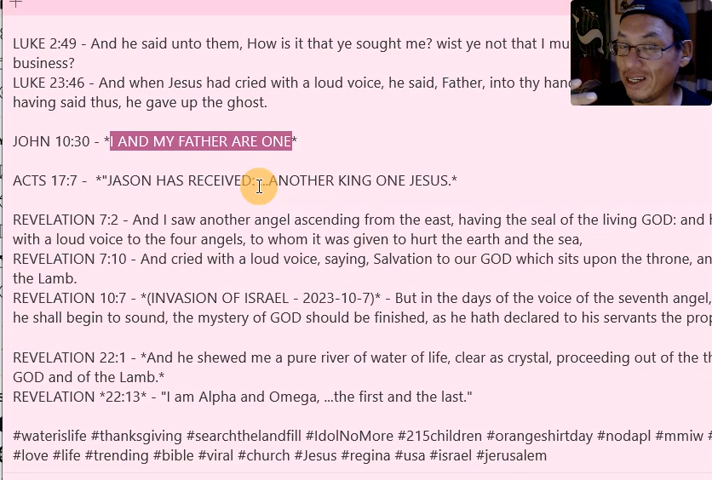 LUKE 2:49 - And he said unto them, How is it that ye sought me? wist ye not that I mu
business?
LUKE 23:46 - And when Jesus had cried with a loud voice, he said, Father, into thy hand
having said thus, he gave up the ghost.
JOHN 10:30 - *I AND MY FATHER ARE ONE*
ACTS 17:7 - *"JASON HAS RECEIVED:...ANOTHER KING ONE JESUS.*
REVELATION 7:2 - And I saw another angel ascending from the east, having the seal of the living GOD: and h
with a loud voice to the four angels, to whom it was given to hurt the earth and the sea,
REVELATION 7:10 - And cried with a loud voice, saying, Salvation to our GOD which sits upon the throne, an
the Lamb.
REVELATION 10:7 - *(INVASION OF ISRAEL - 2023-10-7)* - But in the days of the voice of the seventh angel,
he shall begin to sound, the mystery of GOD should be finished, as he hath declared to his servants the prop
REVELATION 22:1 - *And he shewed me a pure river of water of life, clear as crystal, proceeding out of the th
GOD and of the Lamb.*
REVELATION *22:13* - "I am Alpha and Omega, ...the first and the last."
#waterislife #thanksgiving #searchthelandfill #IdolNoMore #215children #orangeshirtday #nodapl #mmiw #
#love #life #trending #bible #viral #church #Jesus #regina #usa #israel #jerusalem